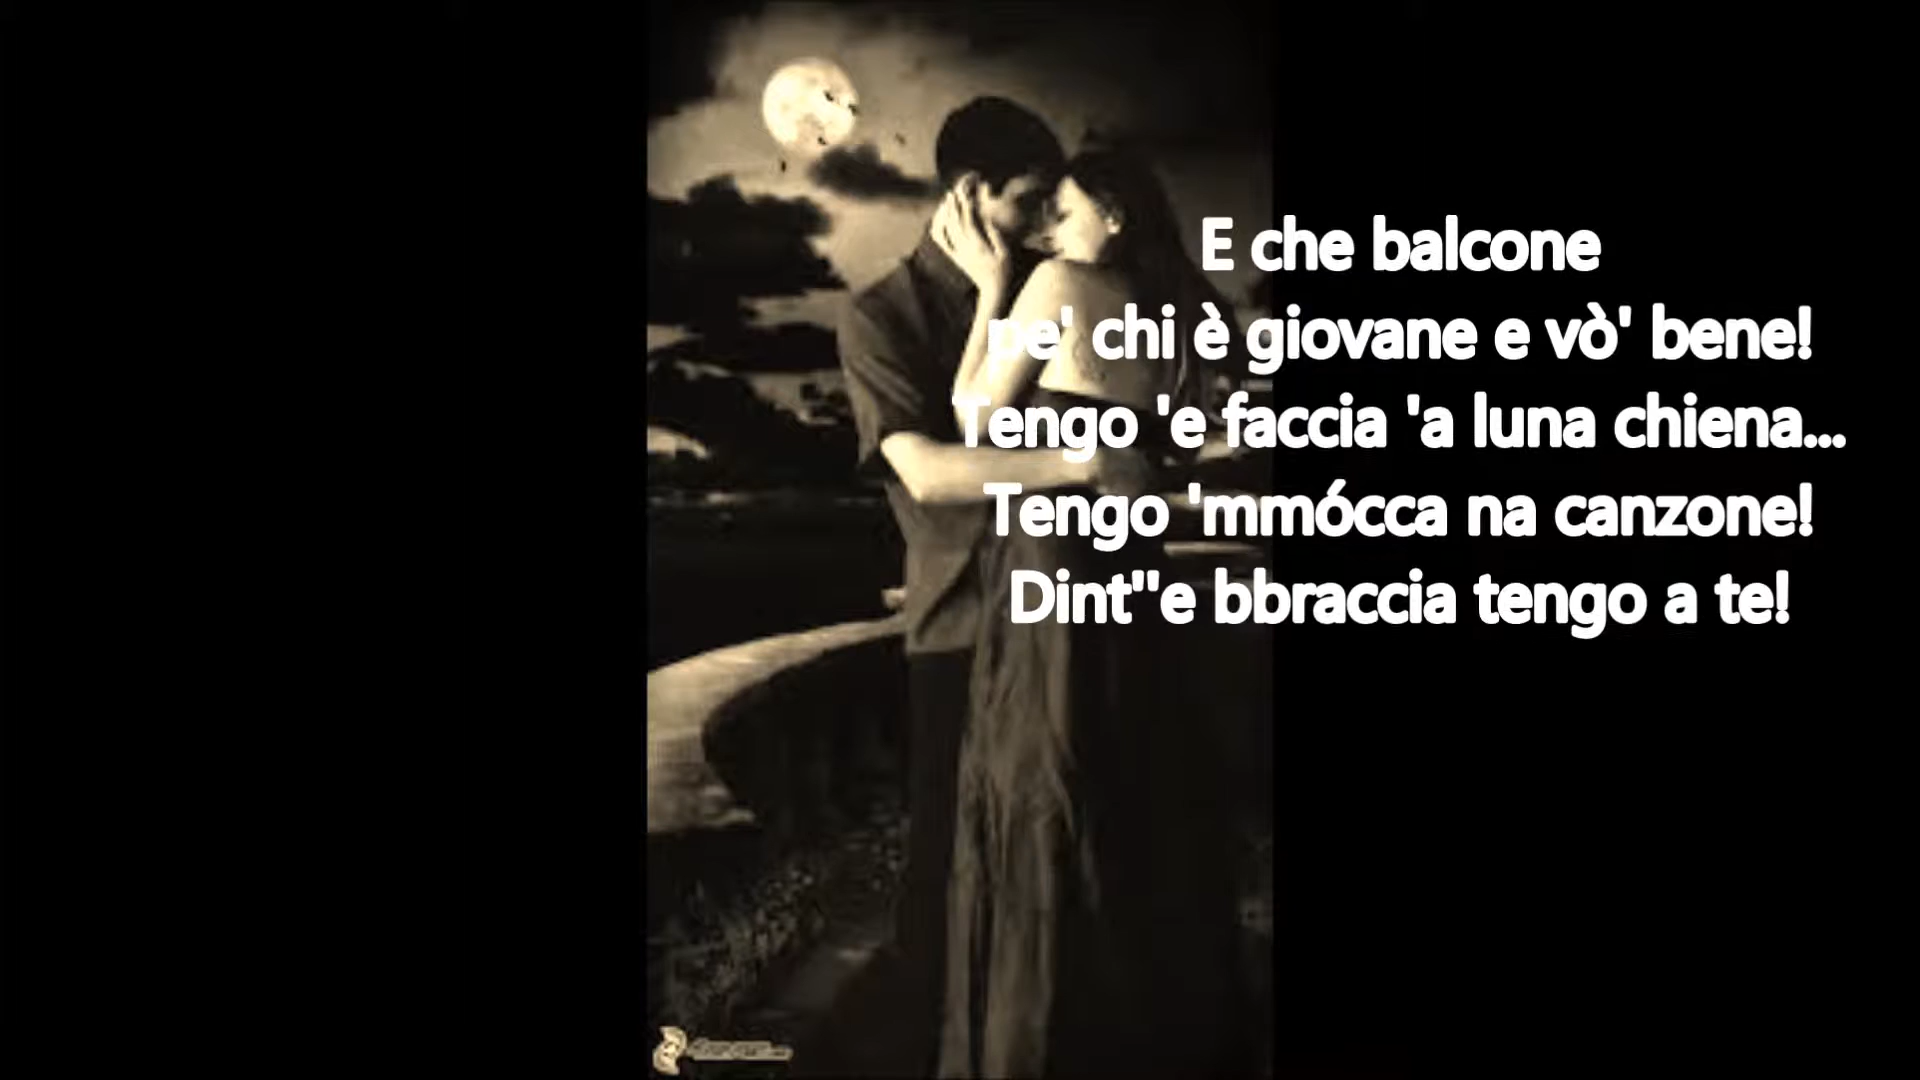 E che balcone
pe' chi è giovane e vò' bene!
Tengo 'e faccia 'a luna chiena...
Tengo 'mmócca na canzone!
Dint''e bbraccia tengo a te!